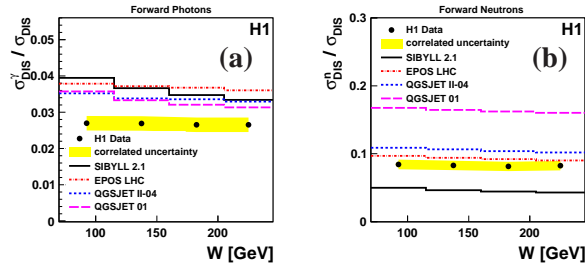 Forward Photons
H1
σ^γ_DIS / σ_DIS
(a)
0.05
0.04
0.03
0.02
0.01
0
H1 Data
correlated uncertainty
SIBYLL 2.1
EPOS LHC
QGSJET II-04
QGSJET 01
100
150
200
W [GeV]
Forward Neutrons
H1
σ^n_DIS / σ_DIS
(b)
0.3
0.2
0.1
0.0
H1 Data
correlated uncertainty
SIBYLL 2.1
EPOS LHC
QGSJET II-04
QGSJET 01
100
150
200
W [GeV]